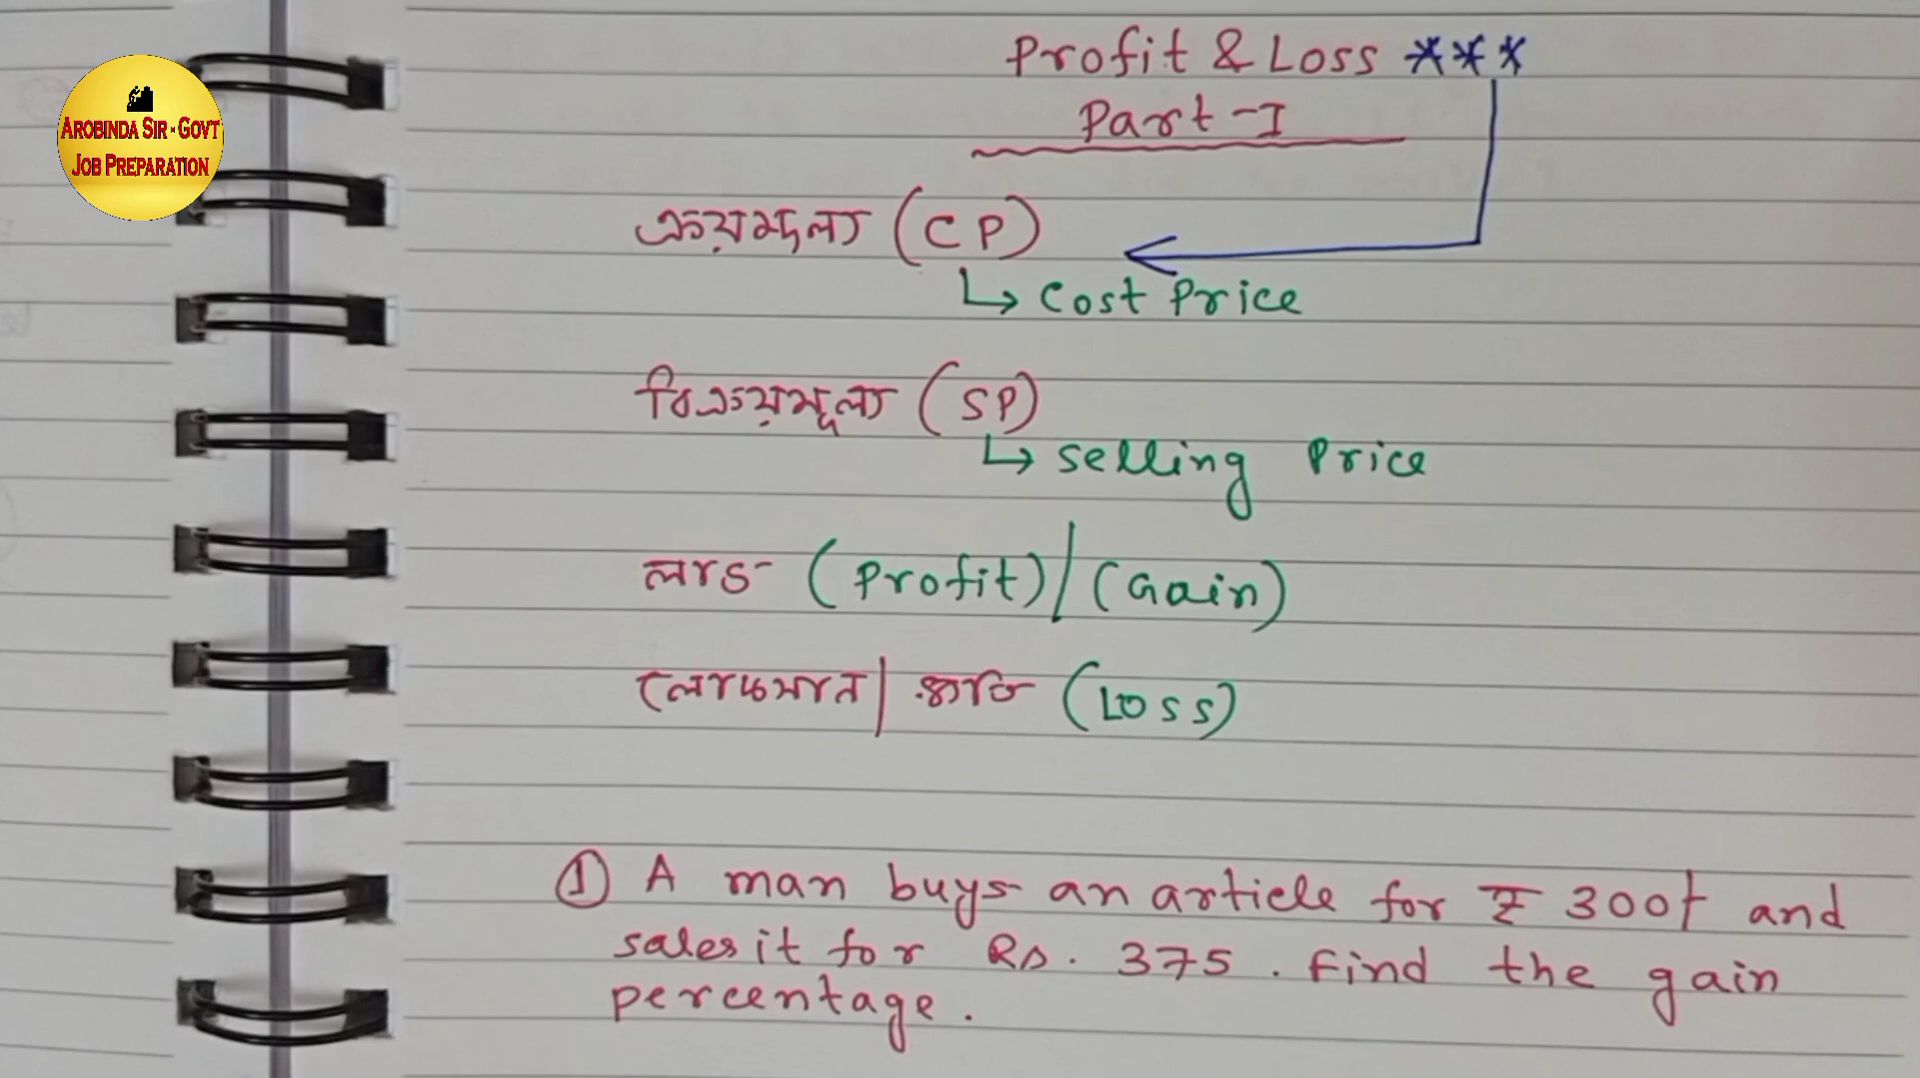 AROBINDA SIR - GOVT
JOB PREPARATION
Profit & Loss ***
Part-I
ক্রয়মূল্য (CP)
↳ Cost Price
বিক্রয়মূল্য (SP)
↳ selling Price
লাভ (Profit)/(Gain)
লোকসান/ক্ষতি (Loss)
① A man buys an article for ₹ 300/- and
sales it for Rs. 375. Find the gain
percentage.